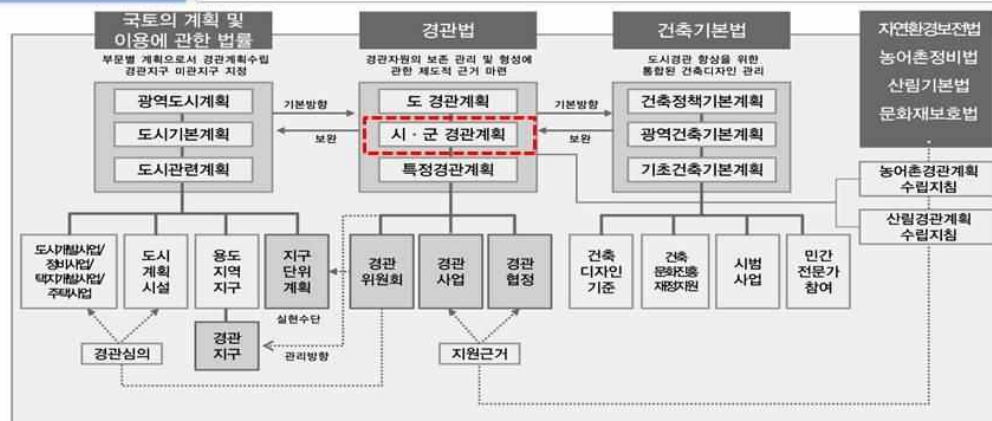 국토의 계획 및
이용에 관한 법률
부문별 계획으로서 경관계획수립
경관지구 미관지구 지정
광역도시계획
도시기본계획
도시관련계획
기본방향
보완
경관법
경관자원의 보존 관리 및 형성에
관한 제도적 근거 마련
도 경관계획
시 · 군 경관계획
특정경관계획
기본방향
보완
건축기본법
도시경관 향상을 위한
통합된 건축디자인 관리
건축정책기본계획
광역건축기본계획
기초건축기본계획
자연환경보전법
농어촌정비법
산림기본법
문화재보호법
농어촌경관계획
수립지침
산림경관계획
수립지침
도시개발사업/
정비사업/
택지개발사업/
주택사업
도시
계획
시설
용도
지역
지구
지구
단위
계획
경관
위원회
경관
사업
경관
협정
건축
디자인
기준
건축
문화진흥
재정지원
시범
사업
민간
전문가
참여
실현수단
경관심의
경관
지구
관리방향
지원근거